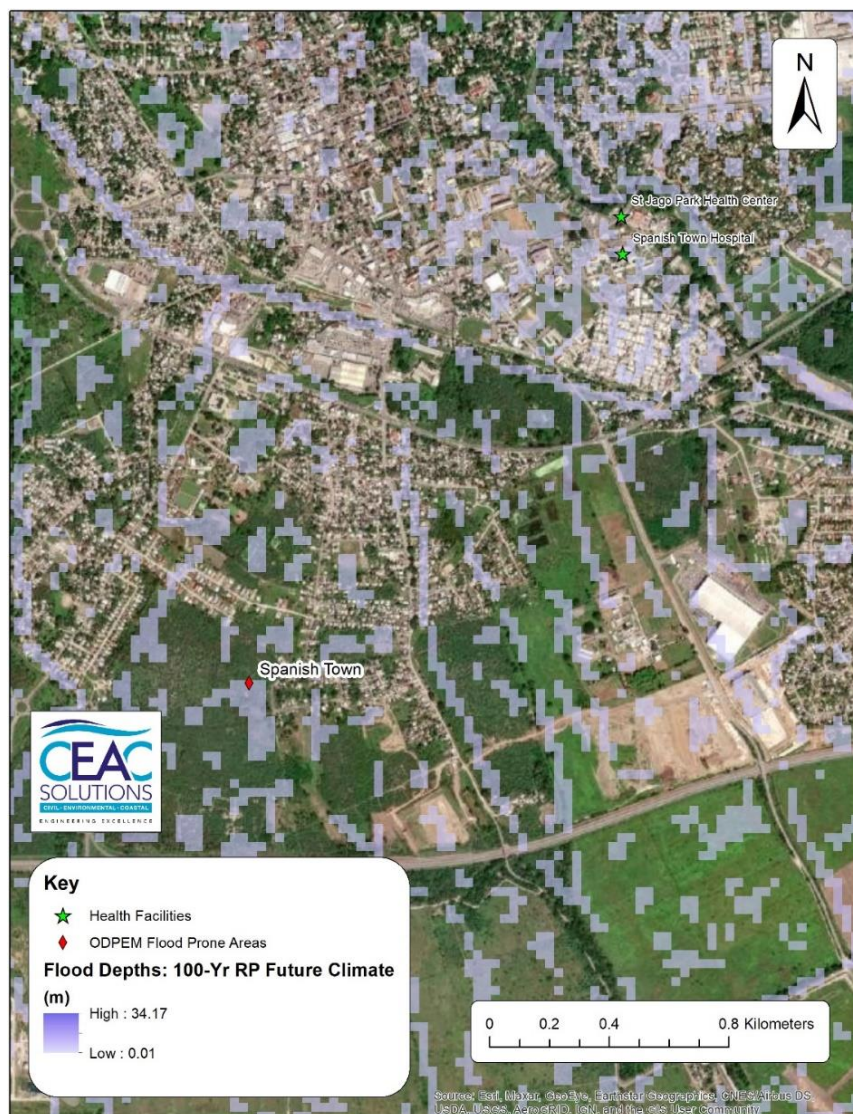 N
St Jago Park Health Center
Spanish Town Hospital
Spanish Town
CEAC
SOLUTIONS
CIVIL • ENVIRONMENTAL • COASTAL
ENGINEERING EXCELLENCE
Key
Health Facilities
ODPEM Flood Prone Areas
Flood Depths: 100-Yr RP Future Climate
(m)
High : 34.17
Low : 0.01
0 0.2 0.4 0.8 Kilometers
Source: Esri, Maxar, GeoEye, Earthstar Geographics, CNES/Airbus DS,
USDA, USGS, AeroGRID, IGN, and the GIS User Community